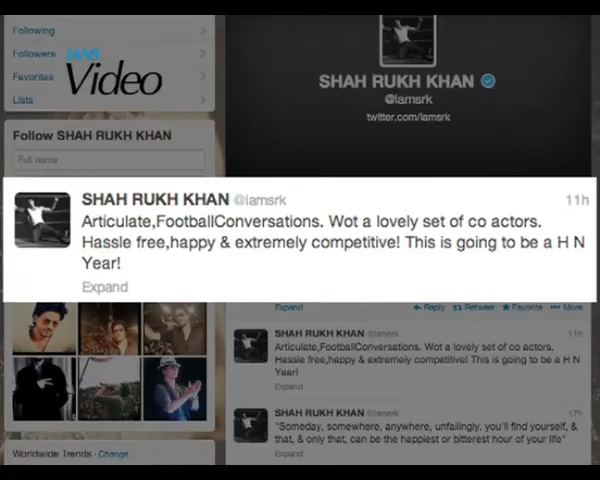 Following
Followers
Favorites
Lists
IANS
Video
SHAH RUKH KHAN
@iamsrk
twitter.com/iamsrk
Follow SHAH RUKH KHAN
Full name
SHAH RUKH KHAN @iamsrk 11h
Articulate,FootballConversations. Wot a lovely set of co actors.
Hassle free,happy & extremely competitive! This is going to be a H N
Year!
Expand
Expand Reply Retweet Favorite More
SHAH RUKH KHAN @iamsrk 11h
Articulate,FootballConversations. Wot a lovely set of co actors.
Hassle free,happy & extremely competitive! This is going to be a H N
Year!
Expand
SHAH RUKH KHAN @iamsrk 17h
"Someday, somewhere, anywhere, unfailingly, you'll find yourself, &
that, & only that, can be the happiest or bitterest hour of your life"
Expand
Worldwide Trends · Change